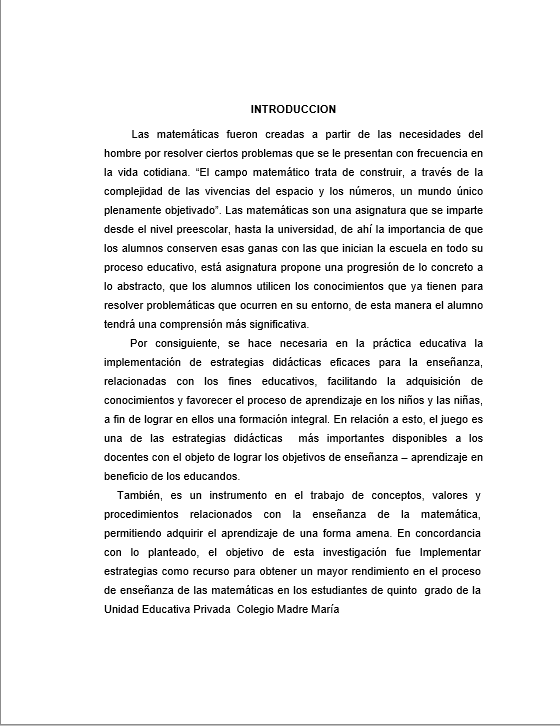 INTRODUCCION
Las matemáticas fueron creadas a partir de las necesidades del
hombre por resolver ciertos problemas que se le presentan con frecuencia en
la vida cotidiana. “El campo matemático trata de construir, a través de la
complejidad de las vivencias del espacio y los números, un mundo único
plenamente objetivado”. Las matemáticas son una asignatura que se imparte
desde el nivel preescolar, hasta la universidad, de ahí la importancia de que
los alumnos conserven esas ganas con las que inician la escuela en todo su
proceso educativo, está asignatura propone una progresión de lo concreto a
lo abstracto, que los alumnos utilicen los conocimientos que ya tienen para
resolver problemáticas que ocurren en su entorno, de esta manera el alumno
tendrá una comprensión más significativa.
Por consiguiente, se hace necesaria en la práctica educativa la
implementación de estrategias didácticas eficaces para la enseñanza,
relacionadas con los fines educativos, facilitando la adquisición de
conocimientos y favorecer el proceso de aprendizaje en los niños y las niñas,
a fin de lograr en ellos una formación integral. En relación a esto, el juego es
una de las estrategias didácticas más importantes disponibles a los
docentes con el objeto de lograr los objetivos de enseñanza – aprendizaje en
beneficio de los educandos.
También, es un instrumento en el trabajo de conceptos, valores y
procedimientos relacionados con la enseñanza de la matemática,
permitiendo adquirir el aprendizaje de una forma amena. En concordancia
con lo planteado, el objetivo de esta investigación fue Implementar
estrategias como recurso para obtener un mayor rendimiento en el proceso
de enseñanza de las matemáticas en los estudiantes de quinto grado de la
Unidad Educativa Privada Colegio Madre María